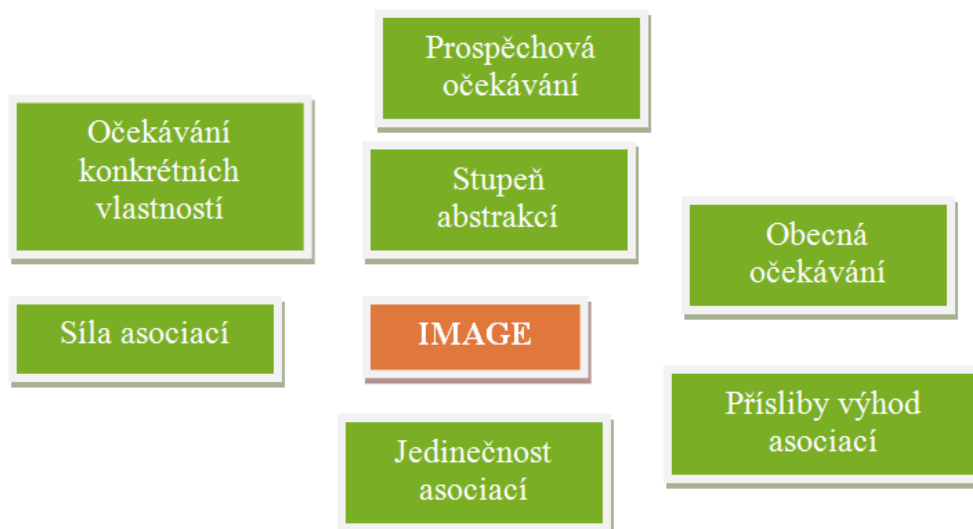 Prospěchová
očekávání
Očekávání
konkrétních
vlastností
Stupeň
abstrakcí
Obecná
očekávání
Síla asociací
IMAGE
Přísliby výhod
asociací
Jedinečnost
asociací